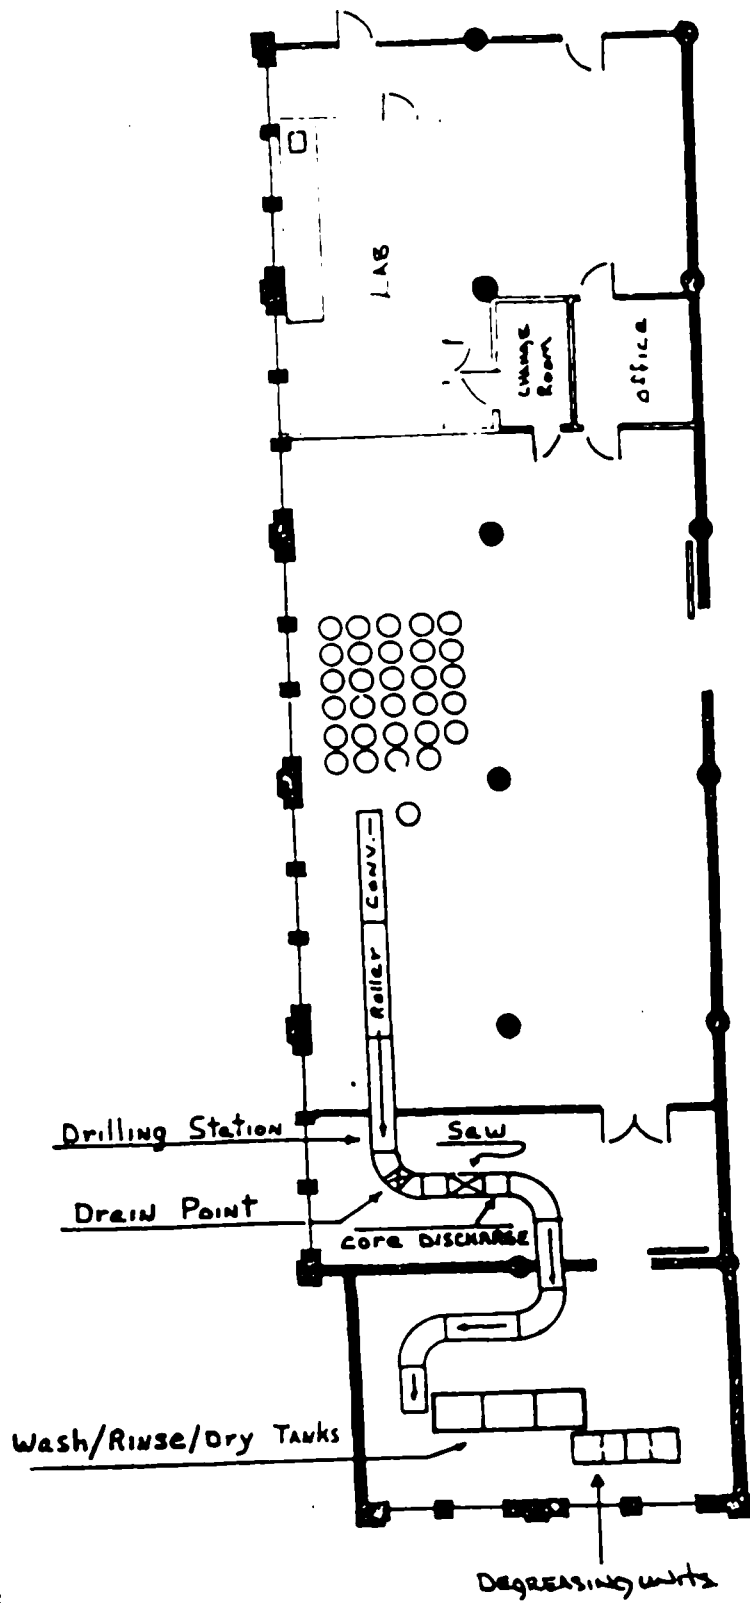 LAB
CHANGE
ROOM
OFFICE
Roller CONV.
Drilling Station
Saw
Drain Point
Core DISCHARGE
Wash/Rinse/Dry Tanks
DEGREASING units